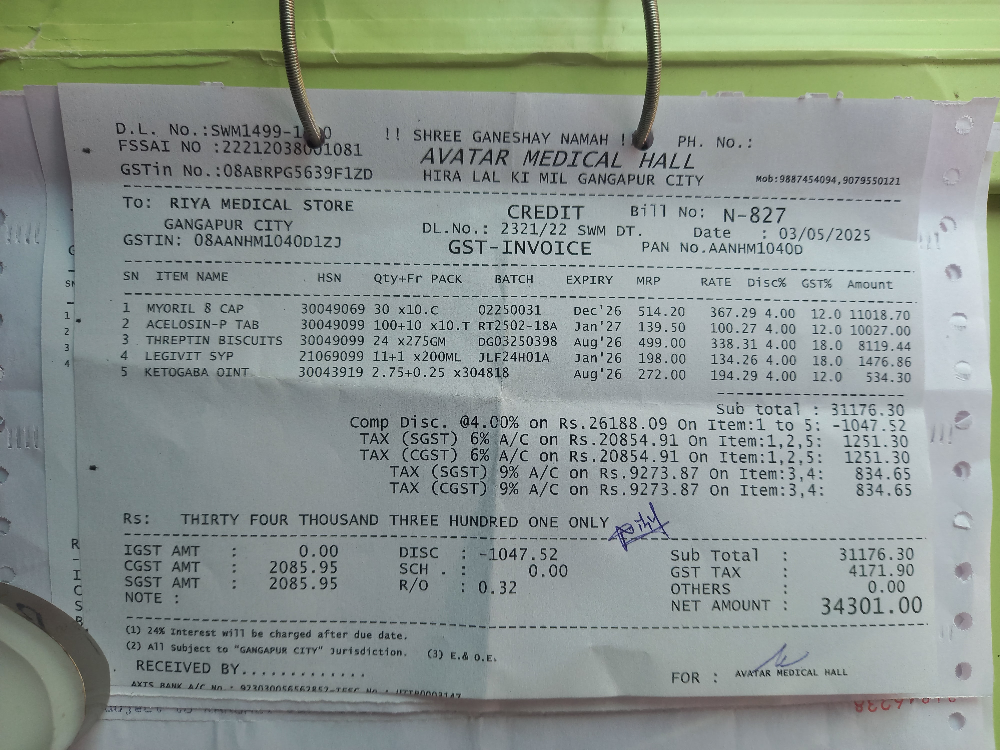 D.L. No.:SWM1499-1
!! SHREE GANESHAY NAMAH !!
PH. No.:
FSSAI NO :22212038001081
AVATAR MEDICAL HALL
GSTin No.:08ABRPG5639F1ZD
HIRA LAL KI MIL GANGAPUR CITY
Mob:9887454094,9079550121
To: RIYA MEDICAL STORE
CREDIT
Bill No: N-827
GANGAPUR CITY
DL.No.: 2321/22 SWM DT.
Date : 03/05/2025
GSTIN: 08AANHM1040D1ZJ
GST-INVOICE
PAN No.AANHM1040D
SN ITEM NAME HSN Qty+Fr PACK BATCH EXPIRY MRP RATE Disc% GST% Amount
1 MYORIL 8 CAP 30049069 30 x10.C 02250031 Dec'26 514.20 367.29 4.00 12.0 11018.70
2 ACELOSIN-P TAB 30049099 100+10 x10.T RT2502-18A Jan'27 139.50 100.27 4.00 12.0 10027.00
3 THREPTIN BISCUITS 30049099 24 x275GM DG03250398 Aug'26 499.00 338.31 4.00 18.0 8119.44
4 LEGIVIT SYP 21069099 11+1 x200ML JLF24H01A Jan'26 198.00 134.26 4.00 18.0 1476.86
5 KETOGABA OINT 30043919 2.75+0.25 x304818 Aug'26 272.00 194.29 4.00 12.0 534.30
Sub total : 31176.30
Comp Disc. @4.00% on Rs.26188.09 On Item:1 to 5: -1047.52
TAX (SGST) 6% A/C on Rs.20854.91 On Item:1,2,5: 1251.30
TAX (CGST) 6% A/C on Rs.20854.91 On Item:1,2,5: 1251.30
TAX (SGST) 9% A/C on Rs.9273.87 On Item:3,4: 834.65
TAX (CGST) 9% A/C on Rs.9273.87 On Item:3,4: 834.65
Rs: THIRTY FOUR THOUSAND THREE HUNDRED ONE ONLY
IGST AMT : 0.00 DISC : -1047.52 Sub Total : 31176.30
CGST AMT : 2085.95 SCH . : 0.00 GST TAX : 4171.90
SGST AMT : 2085.95 R/O : 0.32 OTHERS : 0.00
NOTE :
NET AMOUNT : 34301.00
(1) 24% Interest will be charged after due date.
(2) All Subject to "GANGAPUR CITY" Jurisdiction. (3) E.& O.E.
RECEIVED BY.............
FOR : AVATAR MEDICAL HALL
AXIS BANK A/C No.: